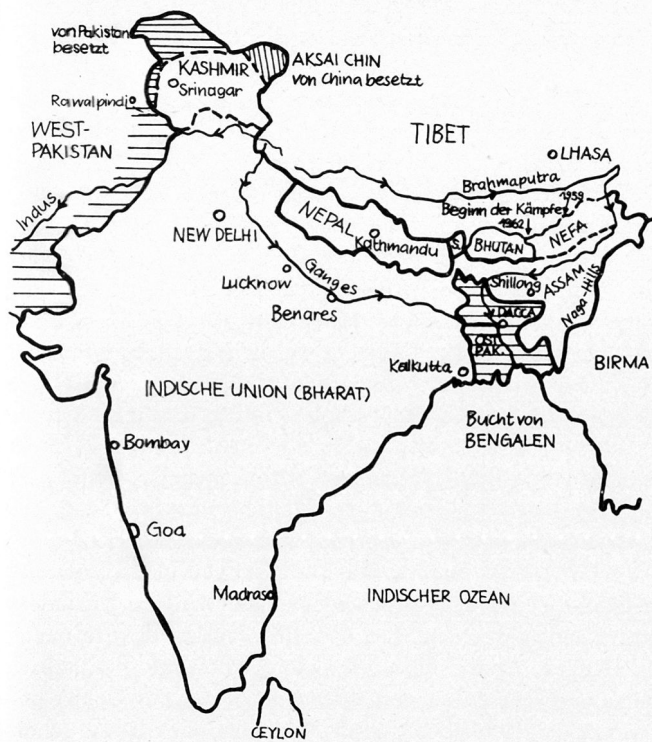 von Pakistan
besetzt
KASHMIR
Srinagar
AKSAI CHIN
von China besetzt
Rawalpindi
WEST-
PAKISTAN
TIBET
LHASA
Indus
Brahmaputra
1959
Beginn der Kämpfe
1962
NEPAL
Kathmandu
S.
BHUTAN
NEFA
NEW DELHI
Lucknow
Ganges
Benares
Shillong
ASSAM
Naga-Hills
DACCA
OST
PAK.
Kalkutta
BIRMA
INDISCHE UNION (BHARAT)
Bucht von
BENGALEN
Bombay
Goa
Madras
INDISCHER OZEAN
CEYLON